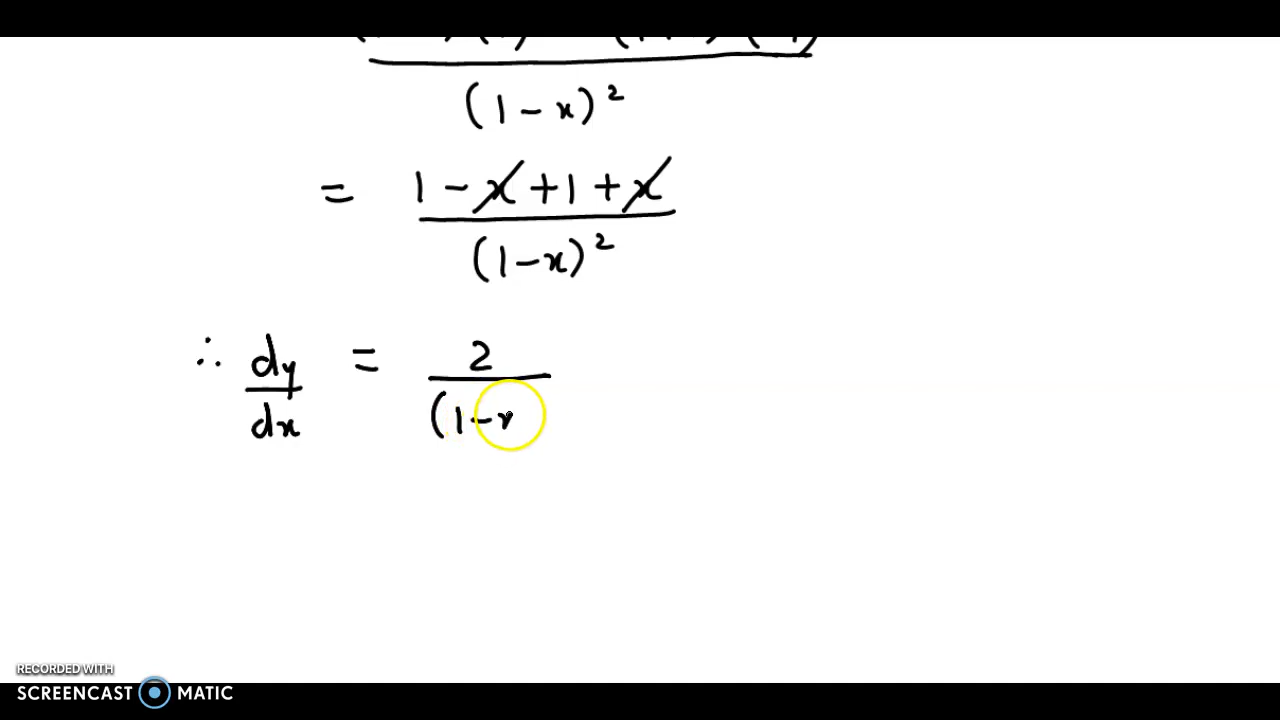 (1-x)²
= 1-x+1+x
(1-x)²
∴ dy = 2
dx (1-x
RECORDED WITH
SCREENCAST MATIC